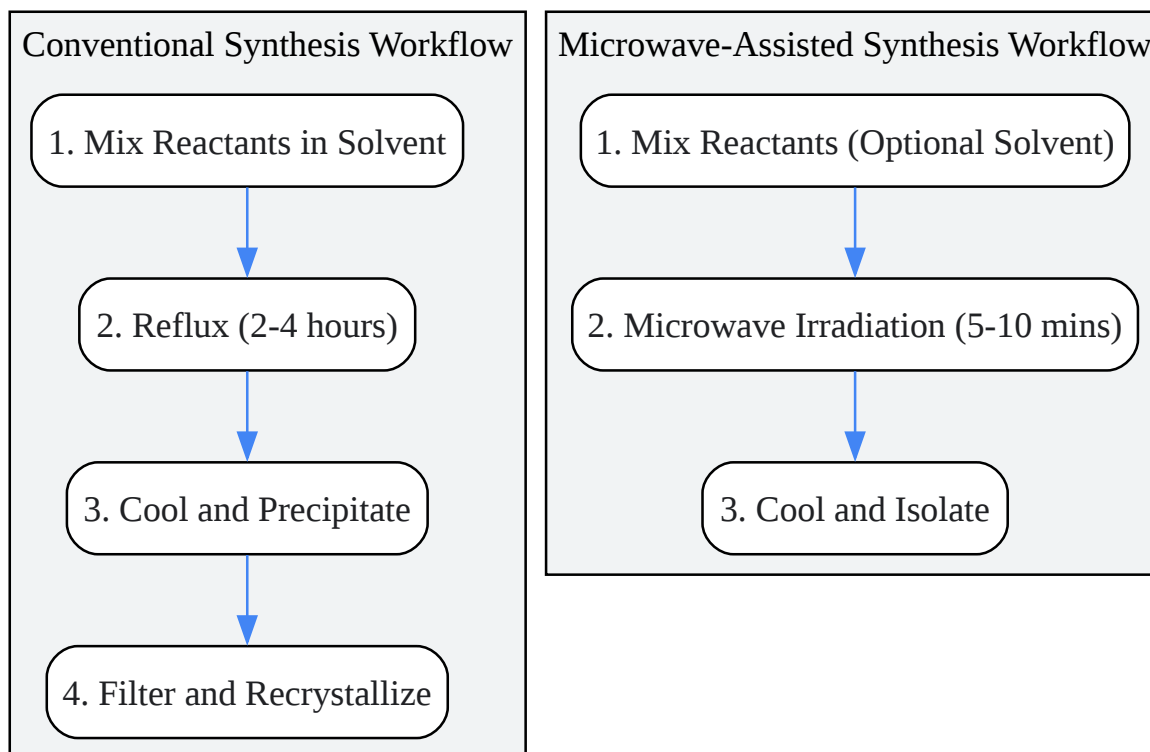 Conventional Synthesis Workflow
1. Mix Reactants in Solvent
2. Reflux (2-4 hours)
3. Cool and Precipitate
4. Filter and Recrystallize
Microwave-Assisted Synthesis Workflow
1. Mix Reactants (Optional Solvent)
2. Microwave Irradiation (5-10 mins)
3. Cool and Isolate